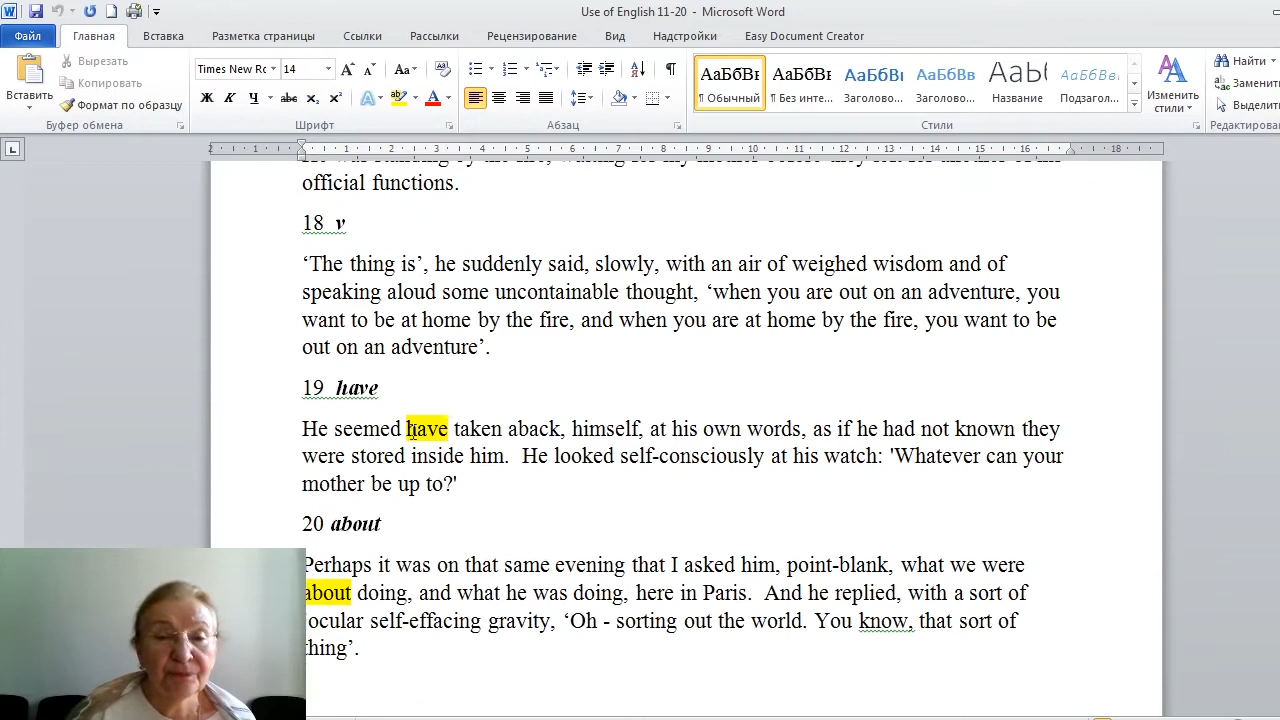 Use of English 11-20 - Microsoft Word
Файл Главная Вставка Разметка страницы Ссылки Рассылки Рецензирование Вид Надстройки Easy Document Creator
Вставить
Вырезать
Копировать
Формат по образцу
Буфер обмена
Times New Rc 14
Шрифт
Абзац
АаБбВı АаБбВı АаБбВı АаБбВı АаБ АаБбВı
¶ Обычный ¶ Без инте... Заголово... Заголово... Название Подзагол...
Стили
Изменить стили
Найти
Заменить
Выделить
Редактирован
official functions.
18 v
‘The thing is’, he suddenly said, slowly, with an air of weighed wisdom and of
speaking aloud some uncontainable thought, ‘when you are out on an adventure, you
want to be at home by the fire, and when you are at home by the fire, you want to be
out on an adventure’.
19 have
He seemed have taken aback, himself, at his own words, as if he had not known they
were stored inside him. He looked self-consciously at his watch: 'Whatever can your
mother be up to?'
20 about
Perhaps it was on that same evening that I asked him, point-blank, what we were
about doing, and what he was doing, here in Paris. And he replied, with a sort of
jocular self-effacing gravity, ‘Oh - sorting out the world. You know, that sort of
thing’.